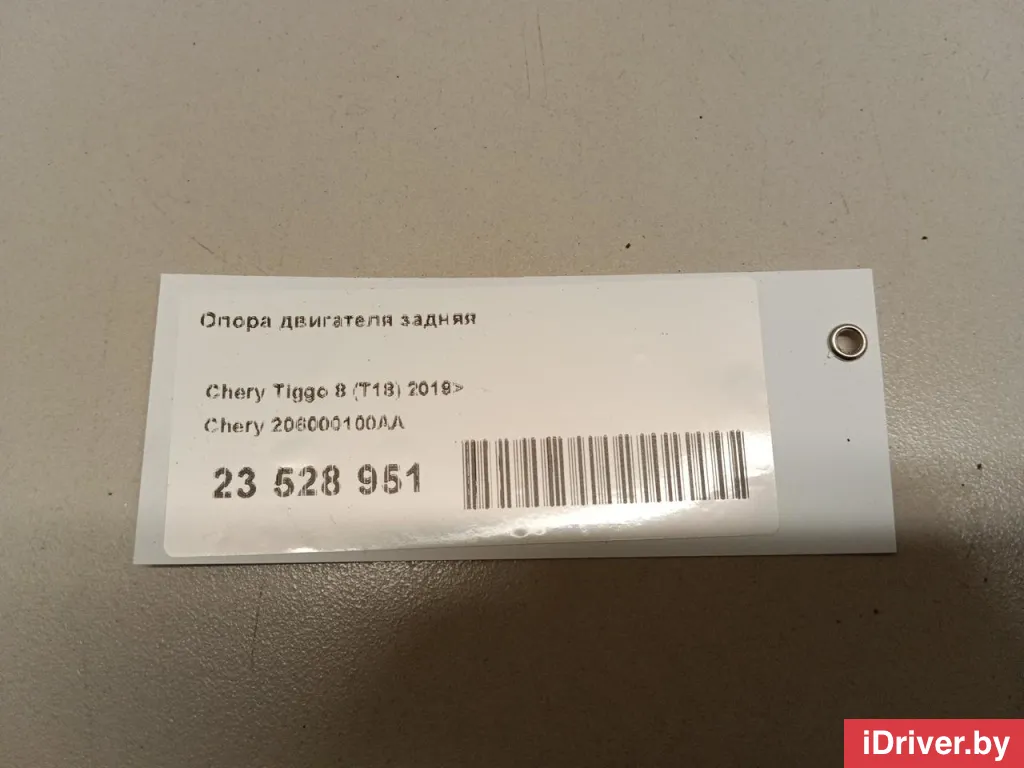 Опора двигателя задняя
Chery Tiggo 8 (T18) 2019>
Chery 206000100AA
23 528 951
iDriver.by